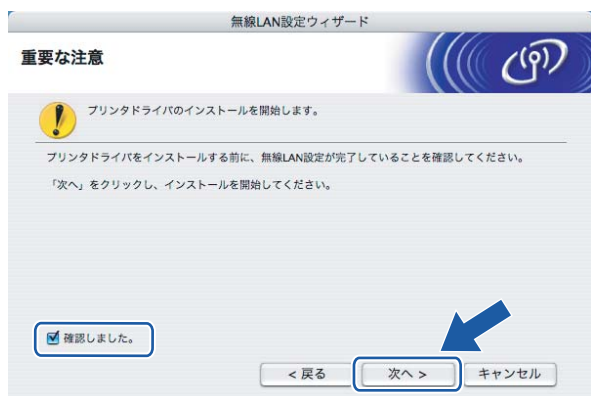 無線LAN設定ウィザード
重要な注意
プリンタドライバのインストールを開始します。
プリンタドライバをインストールする前に、無線LAN設定が完了していることを確認してください。
「次へ」をクリックし、インストールを開始してください。
確認しました。
< 戻る 次へ > キャンセル